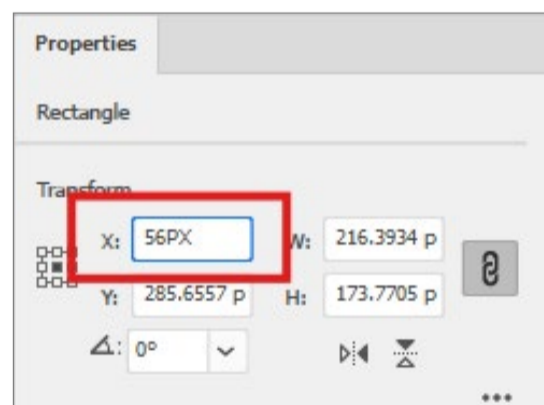 Properties
Rectangle
Transform
X: 56PX W: 216.3934 p
Y: 285.6557 p H: 173.7705 p
: 0°